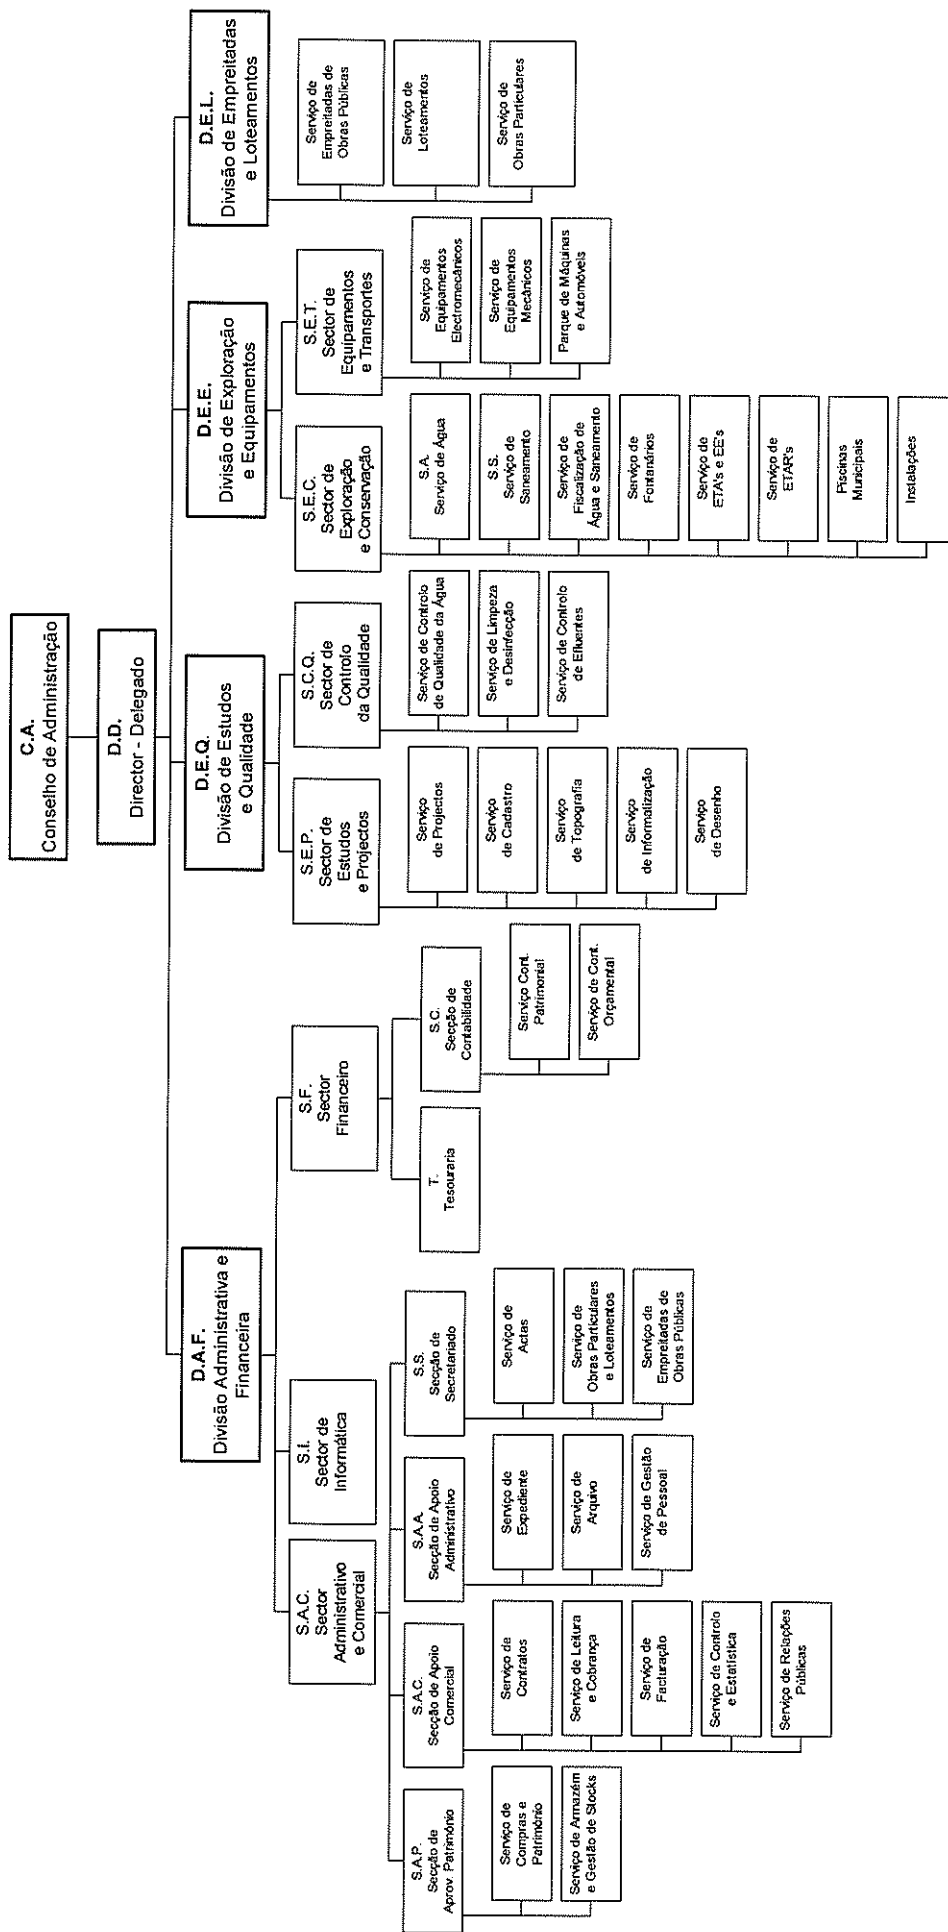 C.A.
Conselho de Administração
D.D.
Director - Delegado
D.A.F.
Divisão Administrativa e
Financeira
D.E.Q.
Divisão de Estudos
e Qualidade
D.E.E.
Divisão de Exploração
e Equipamentos
D.E.L.
Divisão de Empreitadas
e Loteamentos
S.A.C.
Sector
Administrativo
e Comercial
S.I.
Sector de
Informática
S.F.
Sector
Financeiro
S.E.P.
Sector de
Estudos
e Projectos
S.C.Q.
Sector de
Controlo
da Qualidade
S.E.C.
Sector de
Exploração
e Conservação
S.E.T.
Sector de
Equipamentos
e Transportes
Serviço de
Empreitadas de
Obras Públicas
Serviço de
Loteamentos
Serviço de
Obras Particulares
S.A.P.
Secção de
Aprov. Património
S.A.C.
Secção de Apoio
Comercial
S.A.A.
Secção de Apoio
Administrativo
S.S.
Secção de
Secretariado
T.
Tesouraria
S.C.
Secção de
Contabilidade
Serviço de
Compras e
Património
Serviço de Armazém
e Gestão de Stocks
Serviço de
Contratos
Serviço de Leitura
e Cobrança
Serviço de
Facturação
Serviço de Controlo
e Estatística
Serviço de Relações
Públicas
Serviço de
Expediente
Serviço de
Arquivo
Serviço de Gestão
de Pessoal
Serviço de
Actas
Serviço de
Obras Particulares
e Loteamentos
Serviço de
Empreitadas de
Obras Públicas
Serviço Cont.
Patrimonial
Serviço de Cont.
Orçamental
Serviço
de Projectos
Serviço
de Cadastro
Serviço
de Topografia
Serviço
de Informatização
Serviço
de Desenho
Serviço de Controlo
de Qualidade da Água
Serviço de Limpeza
e Desinfecção
Serviço de Controlo
de Efluentes
S.A.
Serviço de Água
S.S.
Serviço de
Saneamento
Serviço de
Fiscalização de
Água e Saneamento
Serviço de
Fontanários
Serviço de
ETA's e EE's
Serviço de
ETAR's
Piscinas
Municipais
Instalações
Serviço de
Equipamentos
Electromecânicos
Serviço de
Equipamentos
Mecânicos
Parque de Máquinas
e Automóveis